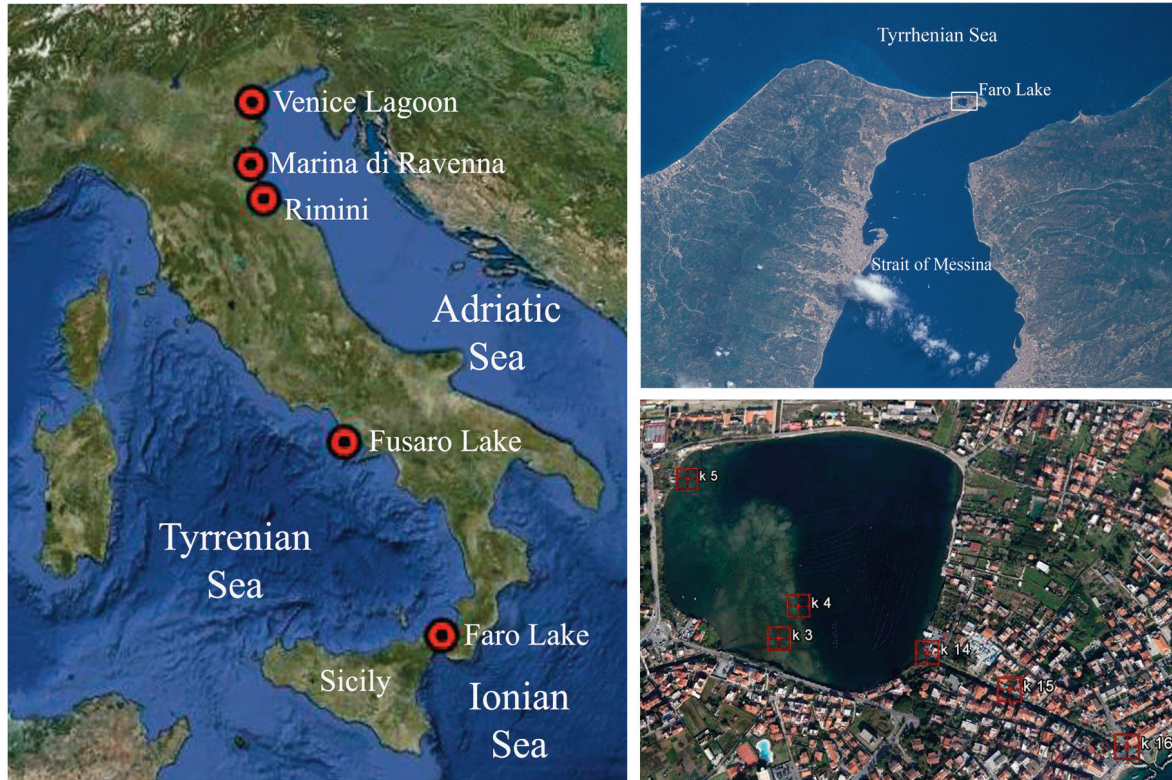 Venice Lagoon
Marina di Ravenna
Rimini
Adriatic
Sea
Fusaro Lake
Tyrrenian
Sea
Faro Lake
Sicily
Ionian
Sea
Tyrrhenian Sea
Faro Lake
Strait of Messina
k 5
k 4
k 3
k 14
k 15
k 16